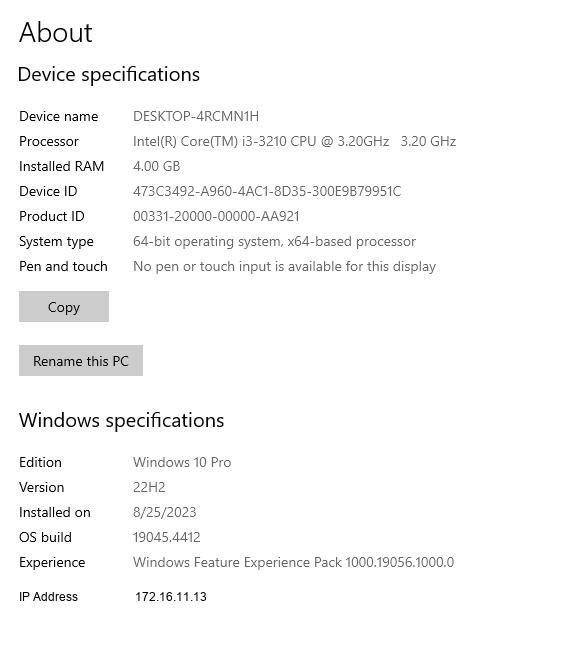 About
Device specifications
Device name DESKTOP-4RCMN1H
Processor Intel(R) Core(TM) i3-3210 CPU @ 3.20GHz 3.20 GHz
Installed RAM 4.00 GB
Device ID 473C3492-A960-4AC1-8D35-300E9B79951C
Product ID 00331-20000-00000-AA921
System type 64-bit operating system, x64-based processor
Pen and touch No pen or touch input is available for this display
Copy
Rename this PC
Windows specifications
Edition Windows 10 Pro
Version 22H2
Installed on 8/25/2023
OS build 19045.4412
Experience Windows Feature Experience Pack 1000.19056.1000.0
IP Address 172.16.11.13